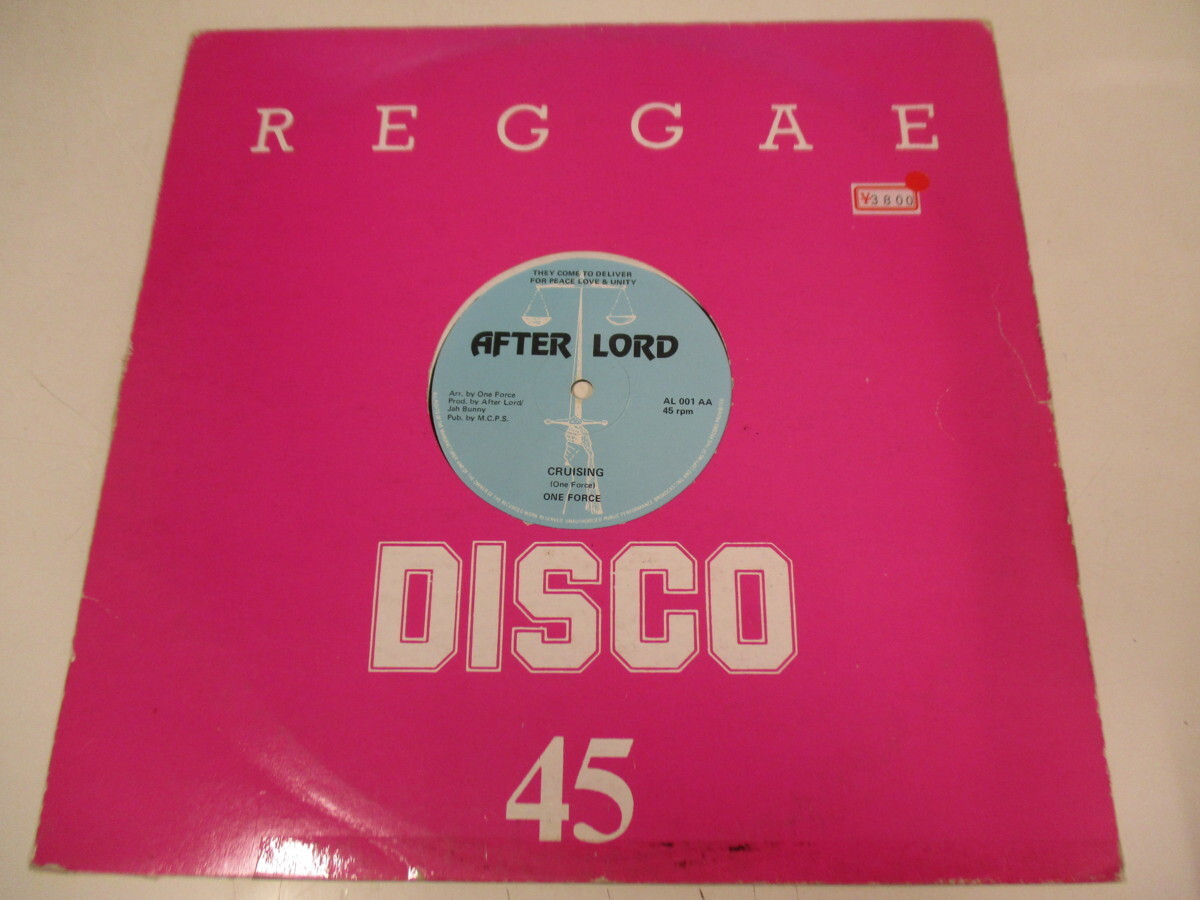 REGGAE
¥3800
THEY COME TO DELIVER
FOR PEACE LOVE & UNITY
AFTER LORD
Arr. by One Force
Prod. by After Lord/
Jah Bunny
Pub. by M.C.P.S.
AL 001 AA
45 rpm
CRUISING
(One Force)
ONE FORCE
DISCO
45